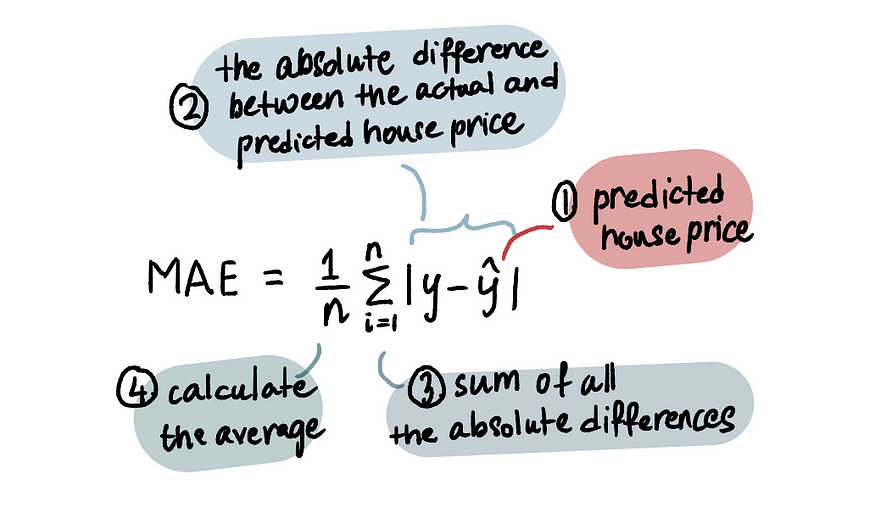 ② the absolute difference
between the actual and
predicted house price
① predicted
house price
MAE = 1/n n∑i=1 |y-ŷ|
④ calculate
the average
③ sum of all
the absolute differences